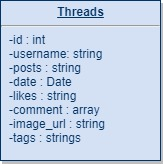 Threads
-id : int
-username: string
-posts : string
-date : Date
-likes : string
-comment : array
-image_url : string
-tags : strings